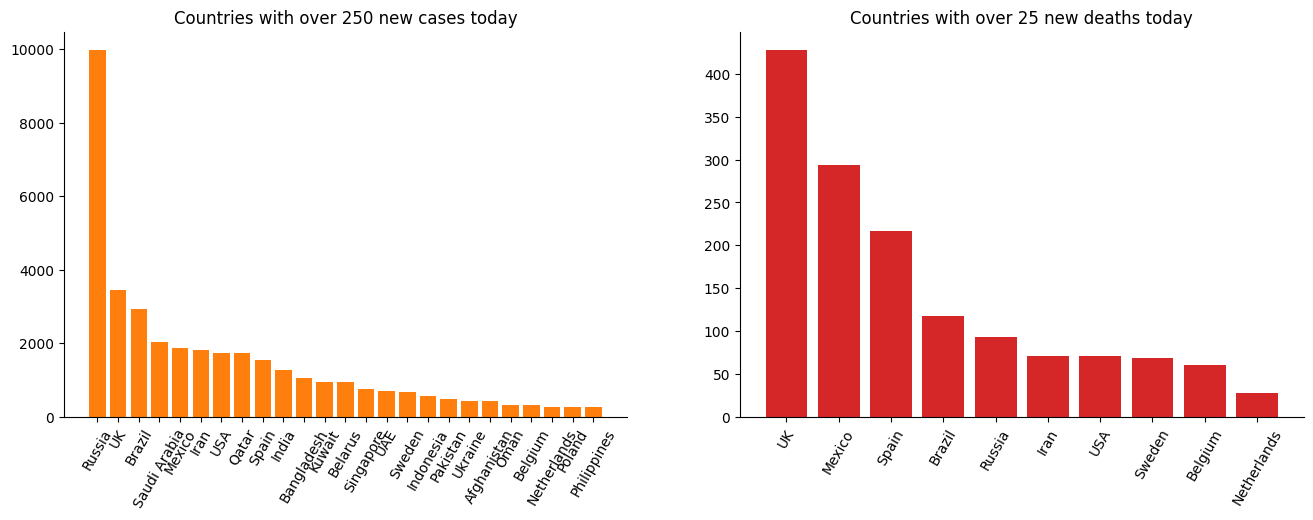 Countries with over 250 new cases today
10000
8000
6000
4000
2000
0
Russia
UK
Brazil
Saudi Arabia
Mexico
Iran
USA
Qatar
Spain
India
Bangladesh
Kuwait
Belarus
Singapore
UAE
Sweden
Indonesia
Pakistan
Ukraine
Afghanistan
Oman
Belgium
Netherlands
Poland
Philippines
Countries with over 25 new deaths today
400
350
300
250
200
150
100
50
0
UK
Mexico
Spain
Brazil
Russia
Iran
USA
Sweden
Belgium
Netherlands